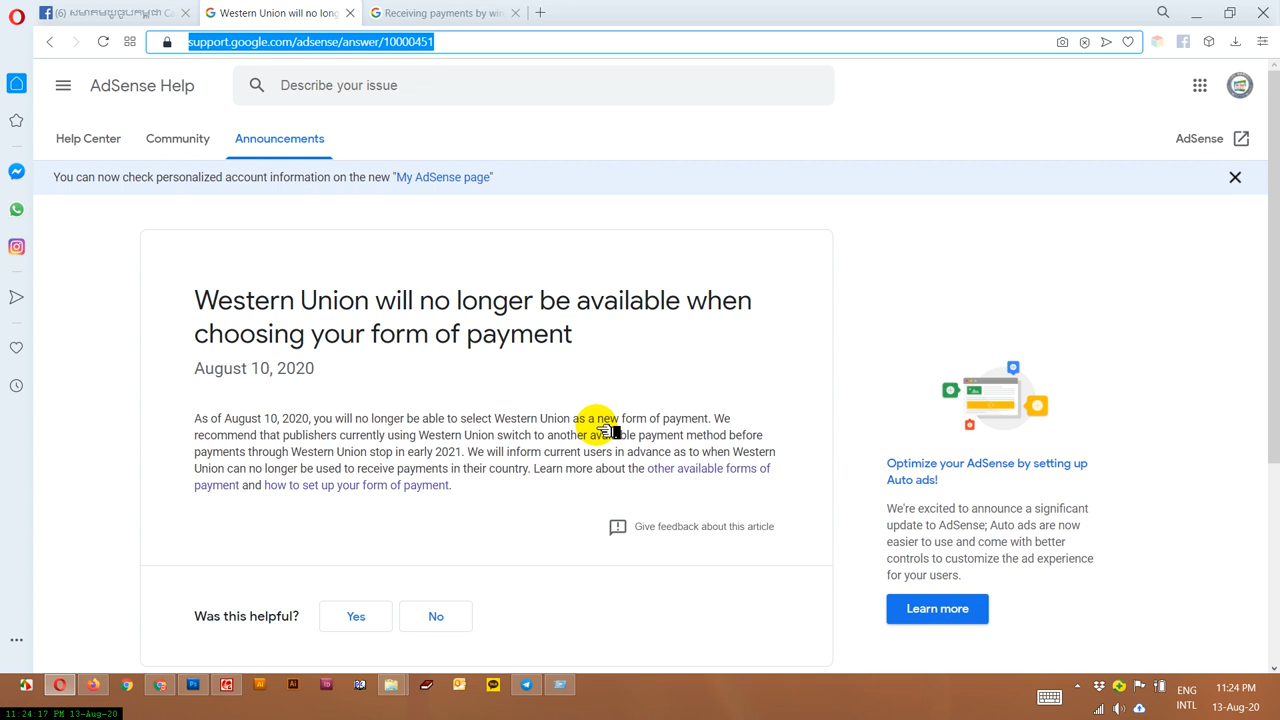 Western Union will no lon
Receiving payments by wir
support.google.com/adsense/answer/10000451
AdSense Help
Describe your issue
Help Center
Community
Announcements
AdSense
You can now check personalized account information on the new "My AdSense page"
Western Union will no longer be available when
choosing your form of payment
August 10, 2020
As of August 10, 2020, you will no longer be able to select Western Union as a new form of payment. We
recommend that publishers currently using Western Union switch to another available payment method before
payments through Western Union stop in early 2021. We will inform current users in advance as to when Western
Union can no longer be used to receive payments in their country. Learn more about the other available forms of
payment and how to set up your form of payment.
Give feedback about this article
Was this helpful?
Yes
No
Optimize your AdSense by setting up
Auto ads!
We're excited to announce a significant
update to AdSense; Auto ads are now
easier to use and come with better
controls to customize the ad experience
for your users.
Learn more
ENG
INTL
11:24 PM
13-Aug-20
11:24:17 PM 13-Aug-20